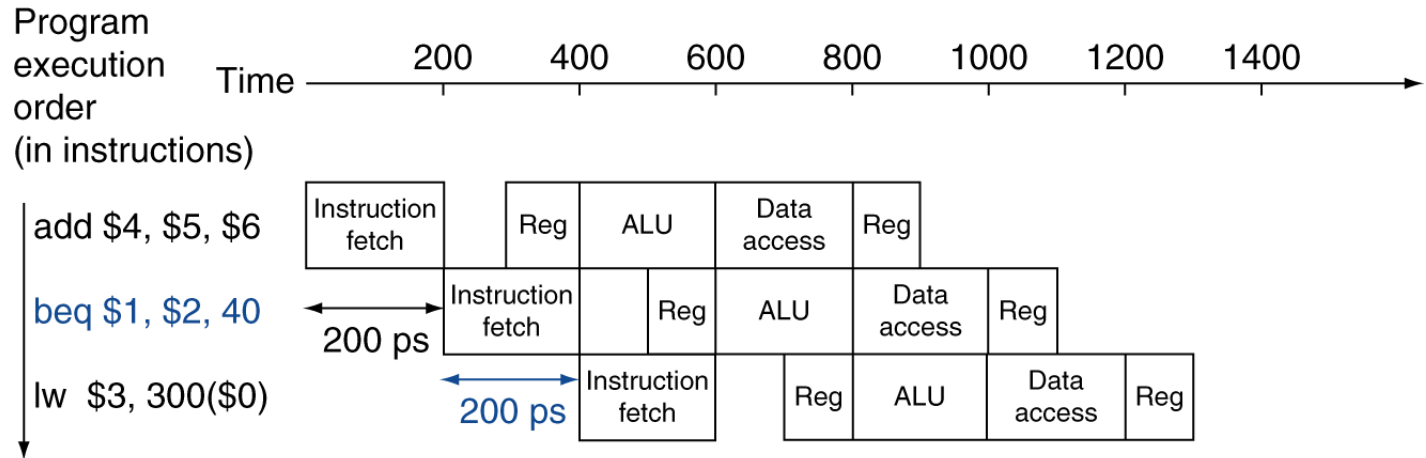 Program
execution
order
(in instructions)
Time
200 400 600 800 1000 1200 1400
add $4, $5, $6
Instruction
fetch
Reg
ALU
Data
access
Reg
beq $1, $2, 40
200 ps
Instruction
fetch
Reg
ALU
Data
access
Reg
lw $3, 300($0)
200 ps
Instruction
fetch
Reg
ALU
Data
access
Reg